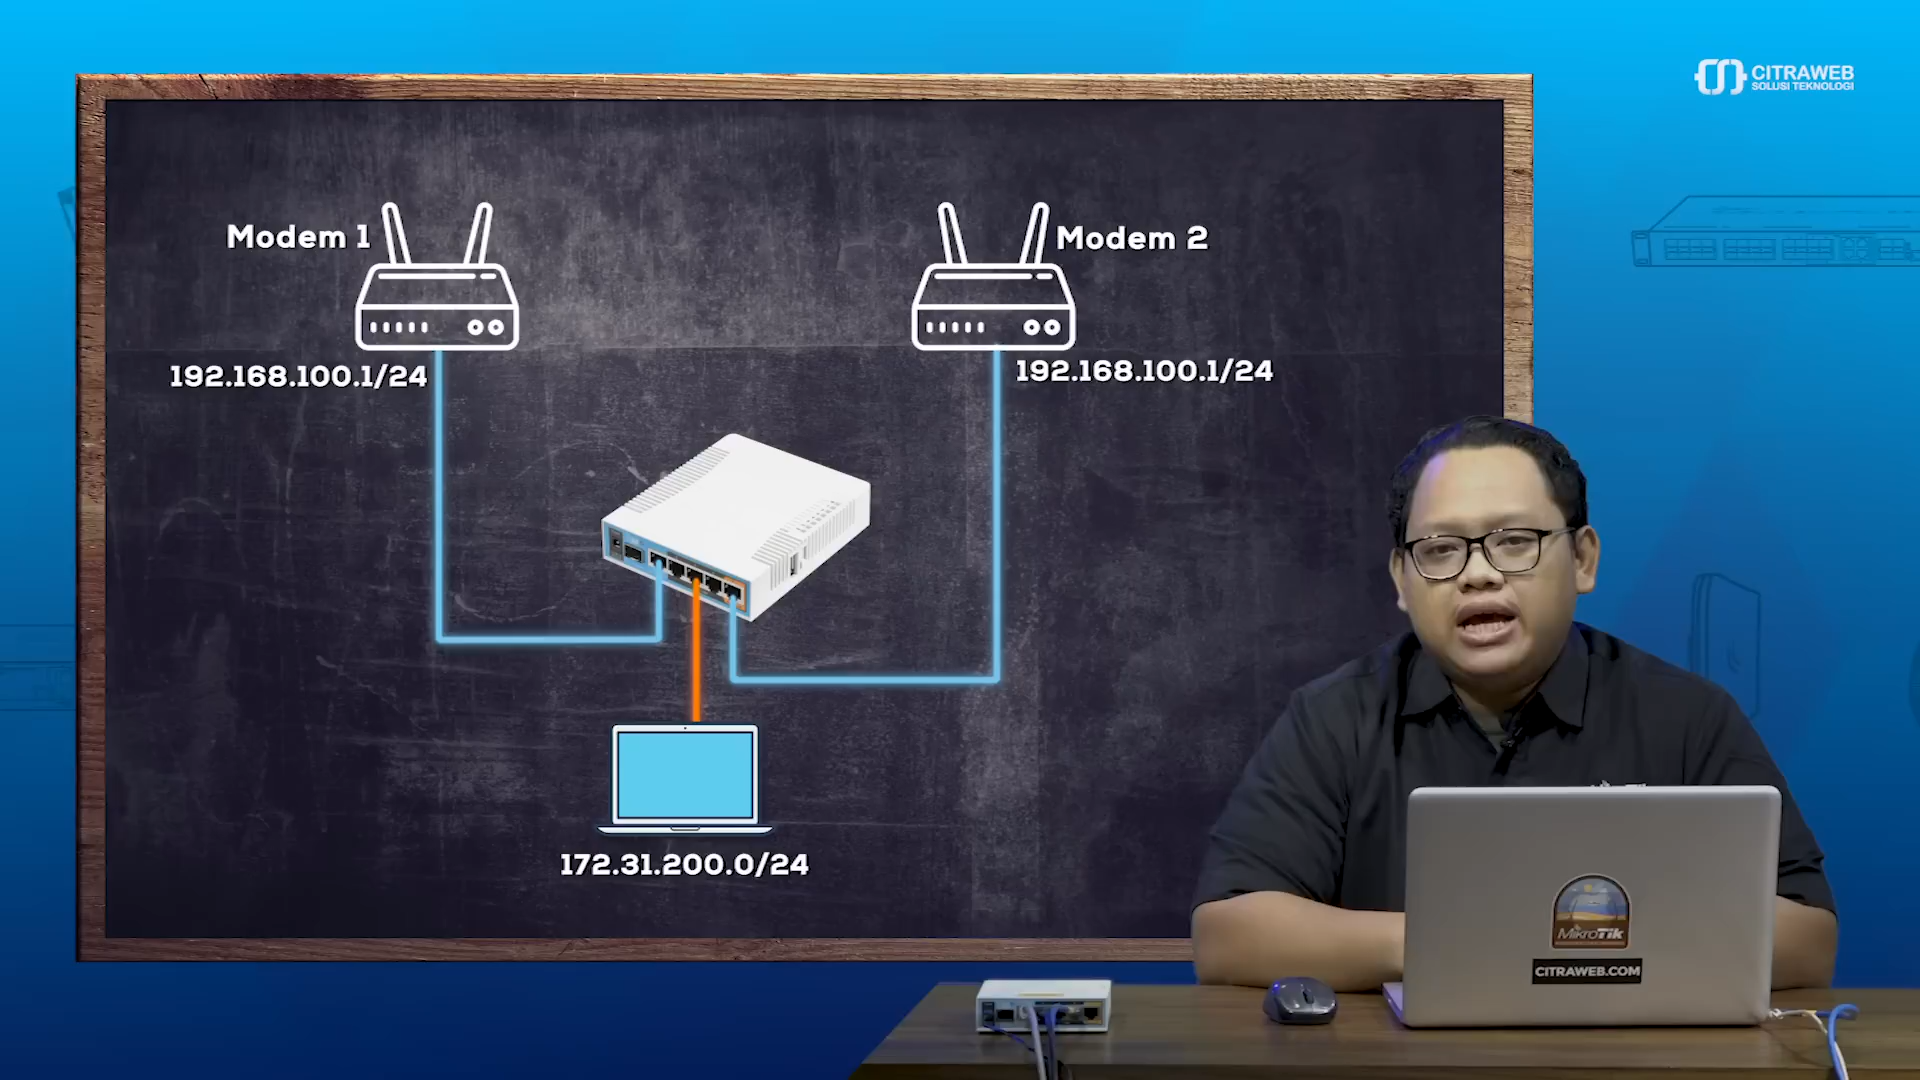 CITRAWEB
SOLUSI TEKNOLOGI
Modem 1
Modem 2
192.168.100.1/24
192.168.100.1/24
172.31.200.0/24
MikroTik
CITRAWEB.COM